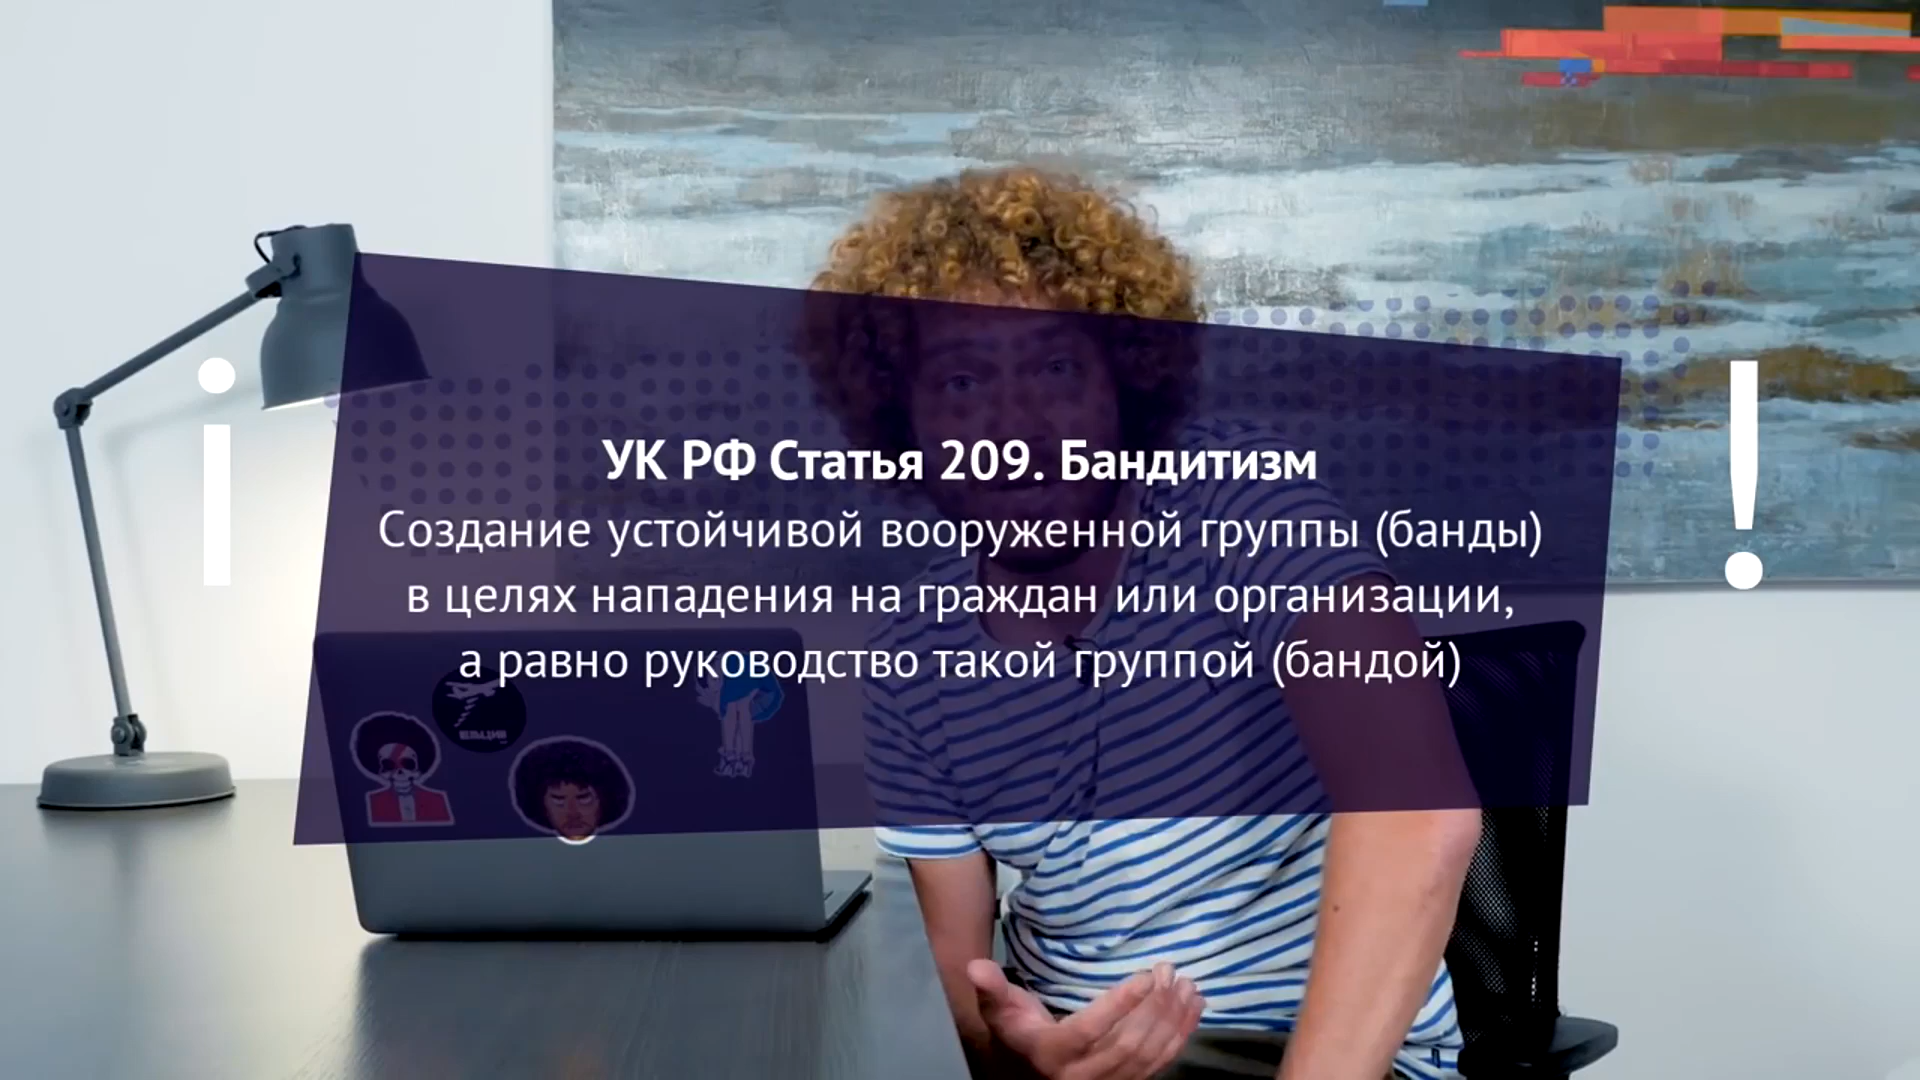 УК РФ Статья 209. Бандитизм
Создание устойчивой вооруженной группы (банды)
в целях нападения на граждан или организации,
а равно руководство такой группой (бандой)